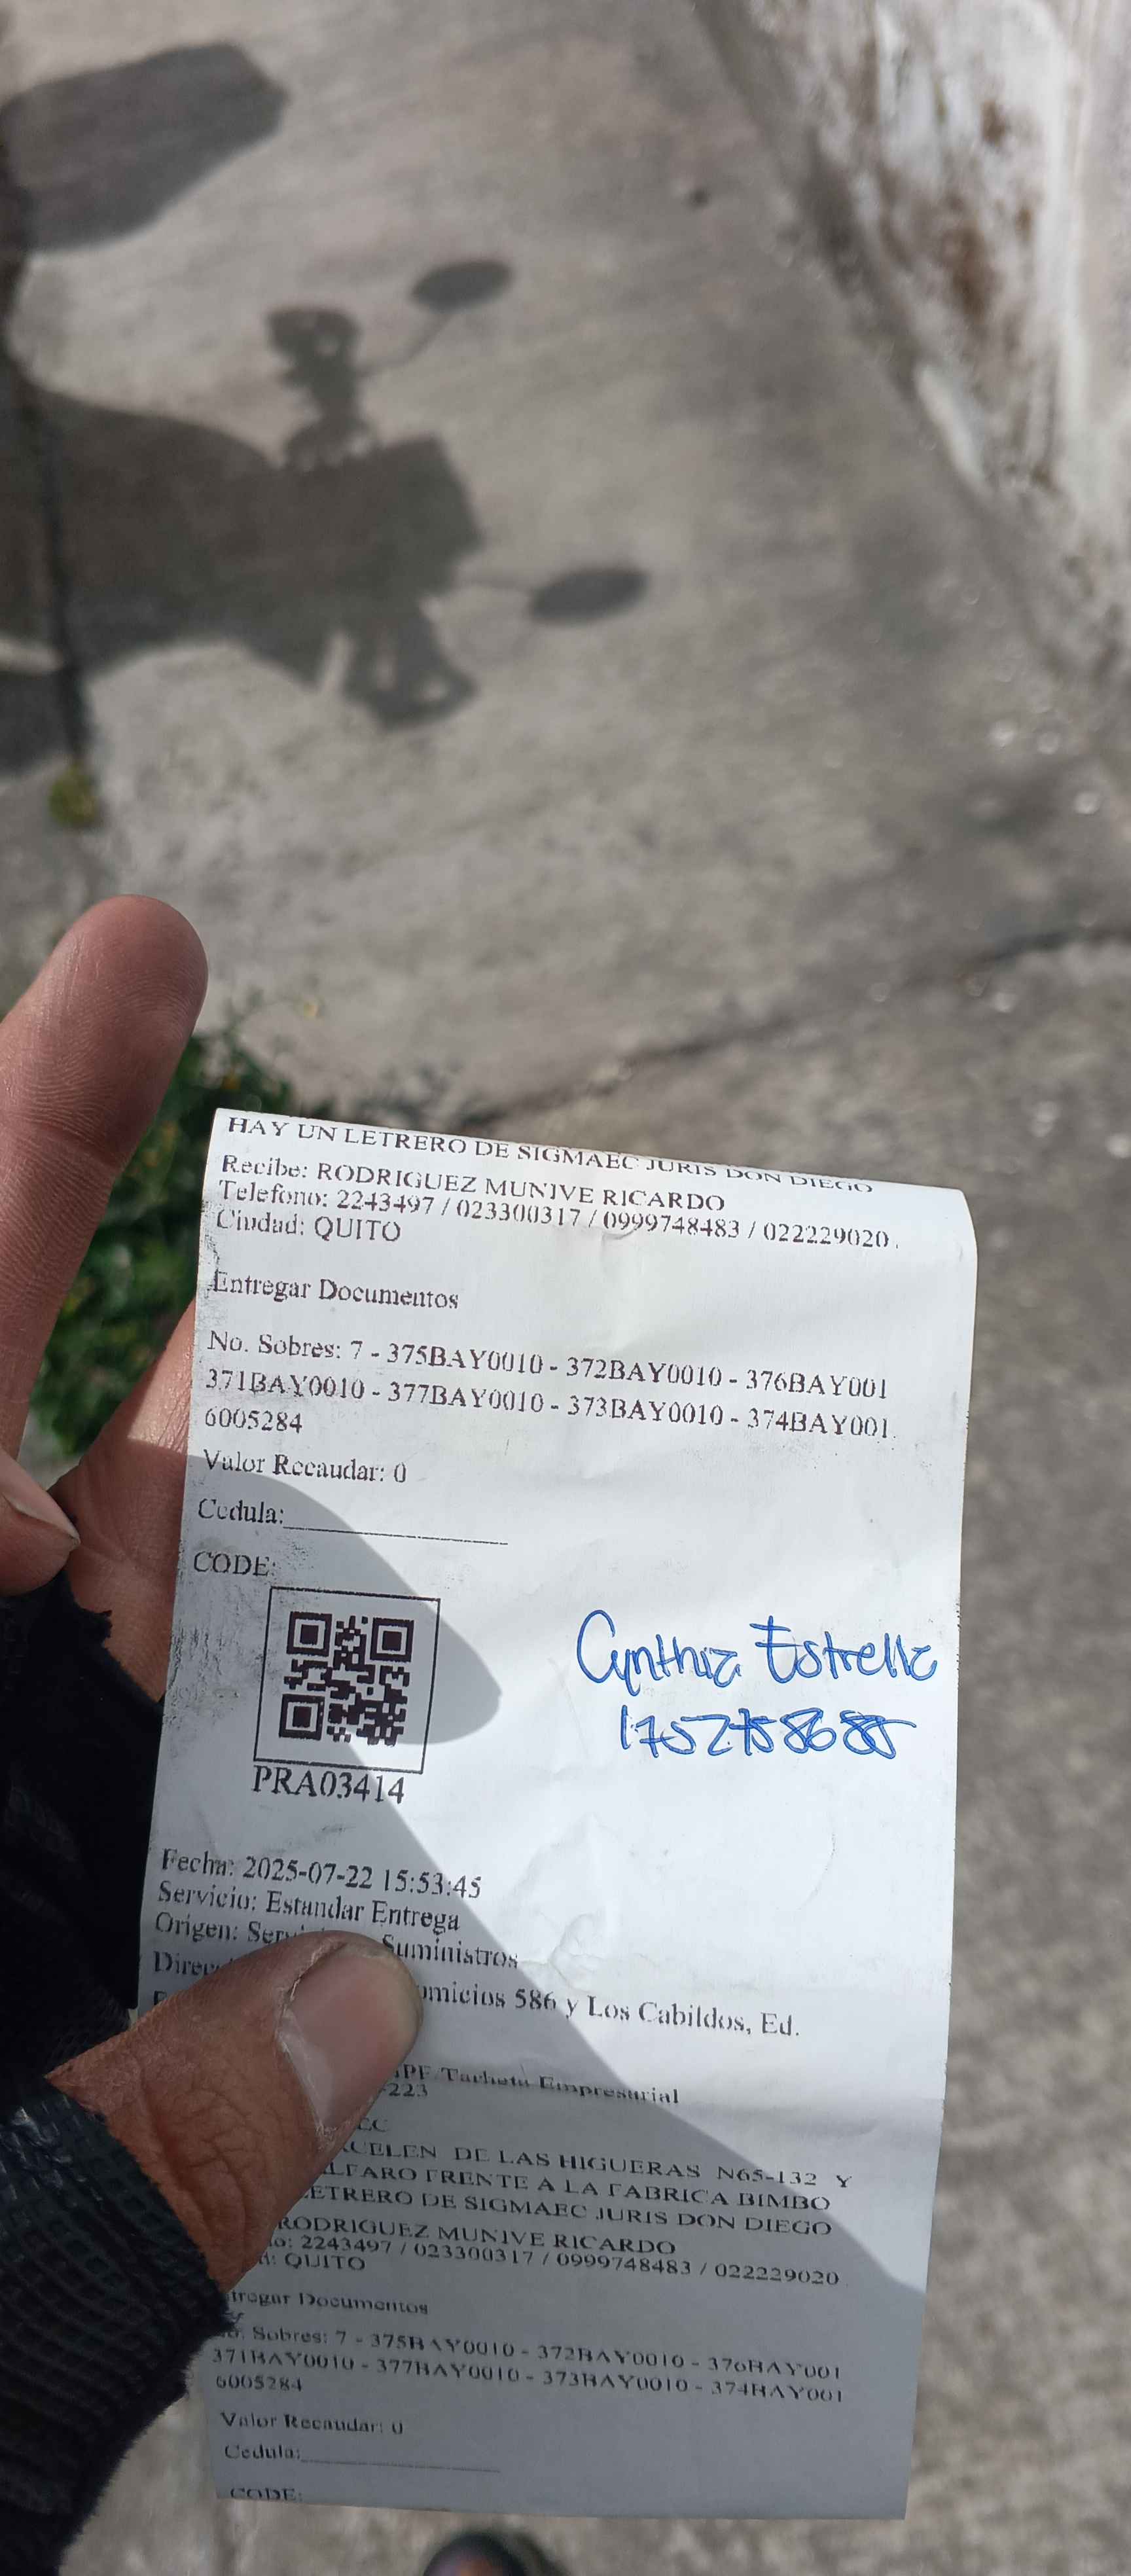 HAY UN LETRERO DE SIGMAEC JURIS DON DIEGO
Recibe: RODRIGUEZ MUNIVE RICARDO
Telefono: 2243497 / 023300317 / 0999748483 / 022229020
Ciudad: QUITO
Entregar Documentos
No. Sobres: 7 - 375BAY0010 - 372BAY0010 - 376BAY001
371BAY0010 - 377BAY0010 - 373BAY0010 - 374BAY001
6005284
Valor Recaudar: 0
Cedula:
CODE:
Cynthia Estrella
PRA03414
Fecha: 2025-07-22 15:53:45
Servicio: Estandar Entrega
Origen: Suministros
586 y Los Cabildos, Ed.
Empresarial
-223
DE LAS HIGUERAS N65-132 Y
FRENTE A LA FABRICA BIMBO
LETRERO DE SIGMAEC JURIS DON DIEGO
RODRIGUEZ MUNIVE RICARDO
2243497 / 023300317 / 0999748483 / 022229020
QUITO
Documentos
Sobres: 7 - 375BAY0010 - 372BAY0010 - 376BAY001
371BAY0010 - 377BAY0010 - 373BAY0010 - 374BAY001
6005284
Valor Recaudar: 0
Cedula:
CODE: